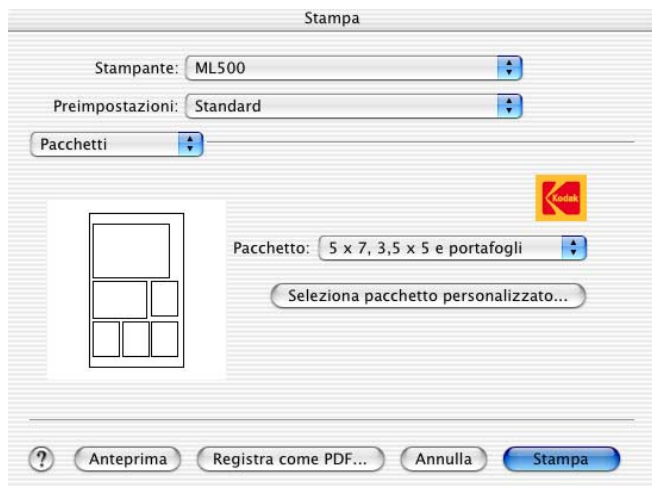 Stampa
Stampante: ML500
Preimpostazioni: Standard
Pacchetti
Kodak
Pacchetto: 5 x 7, 3,5 x 5 e portafogli
Seleziona pacchetto personalizzato...
? Anteprima Registra come PDF... Annulla Stampa